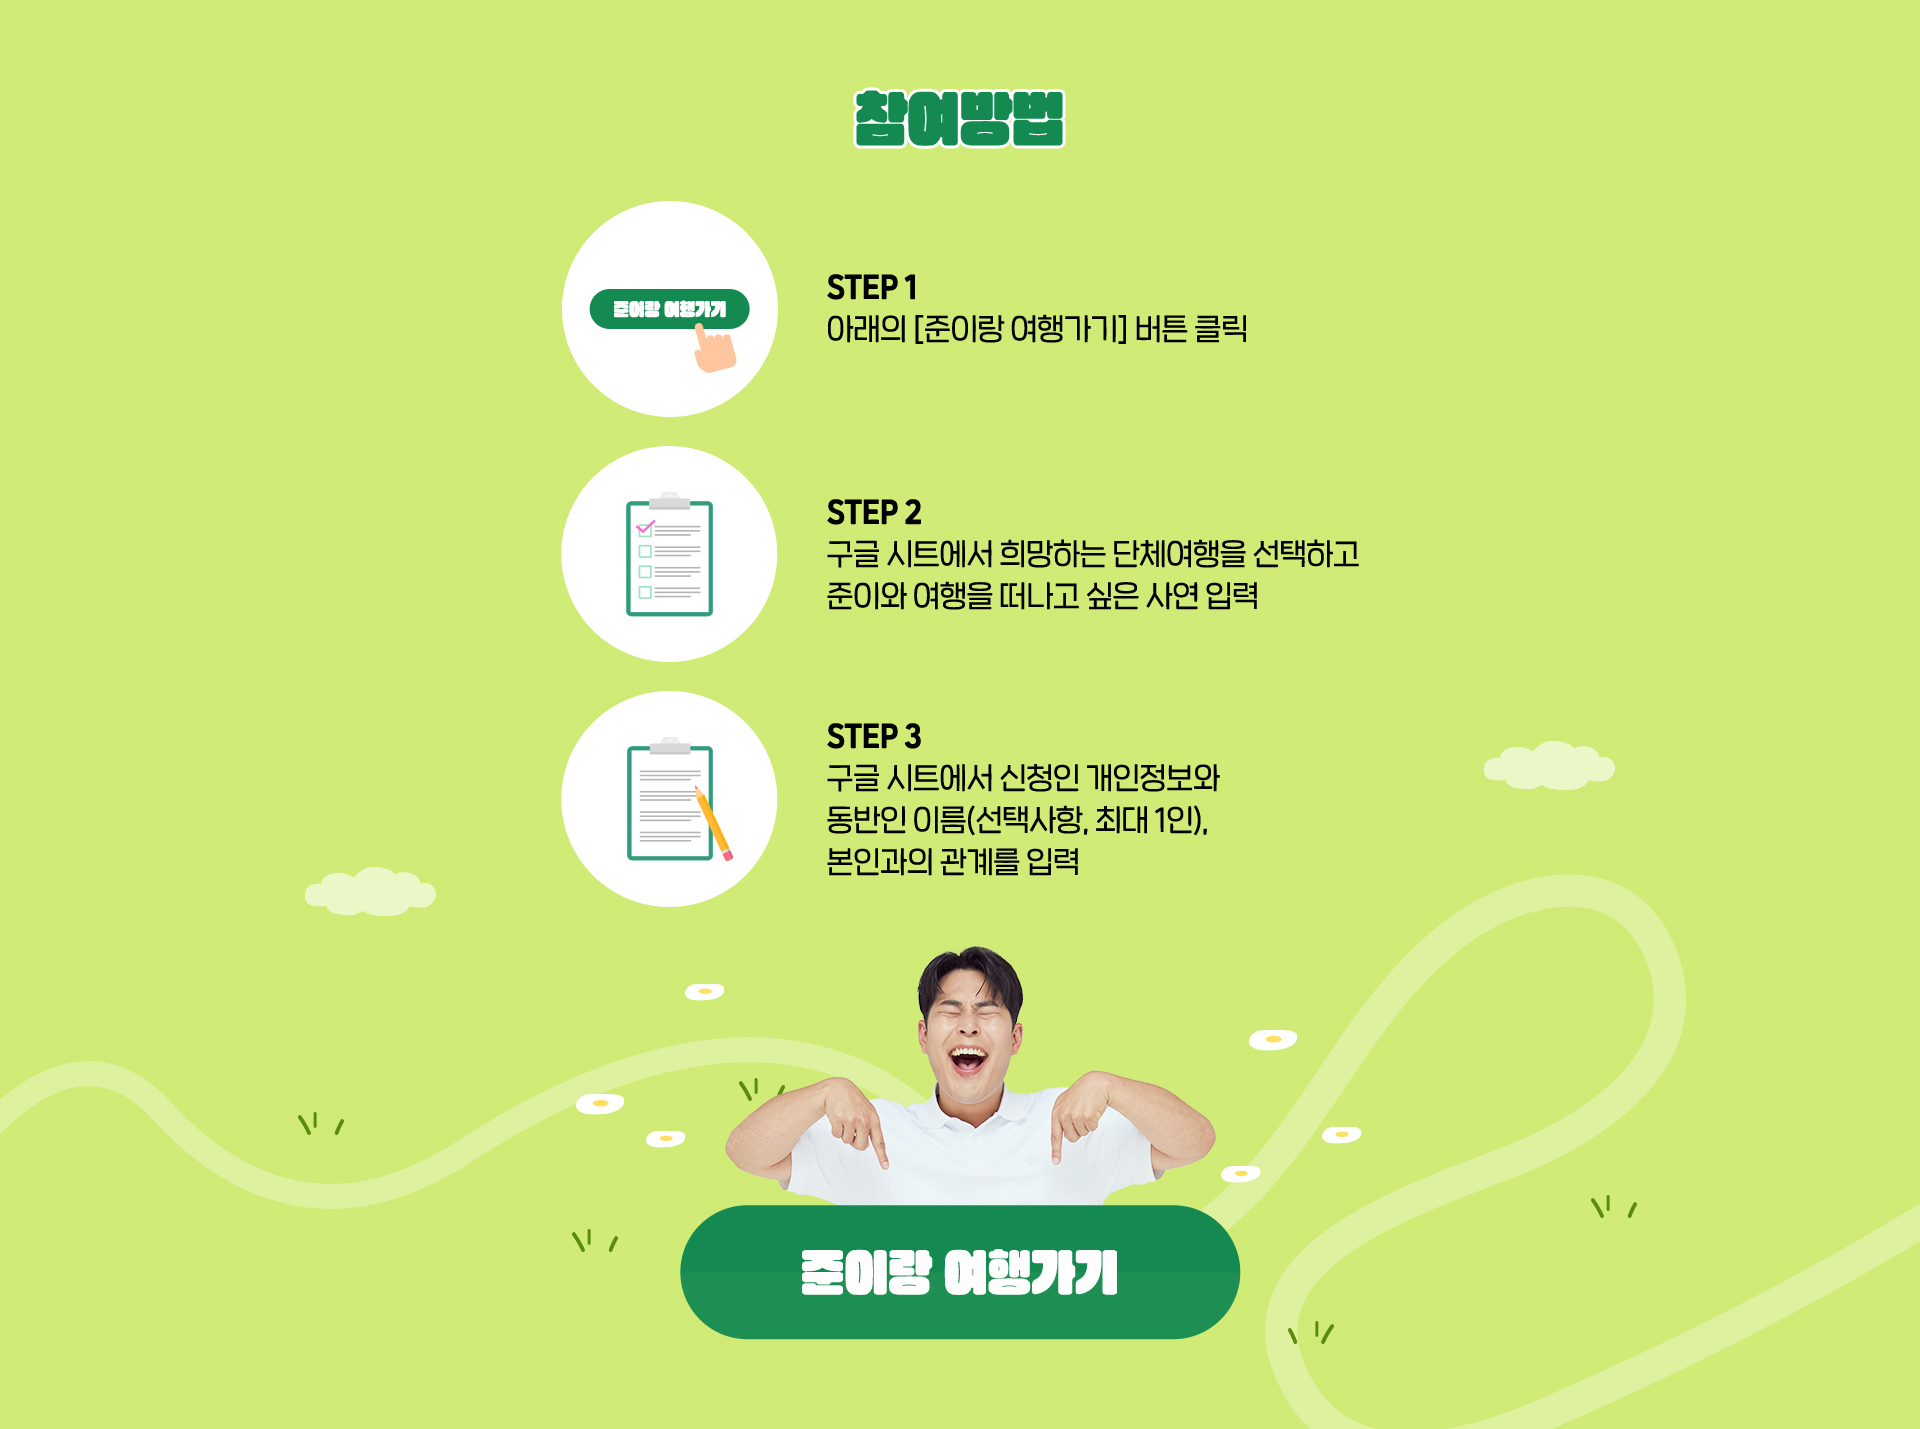 참여방법
준이랑 여행가기
STEP 1
아래의 [준이랑 여행가기] 버튼 클릭
STEP 2
구글 시트에서 희망하는 단체여행을 선택하고
준이와 여행을 떠나고 싶은 사연 입력
STEP 3
구글 시트에서 신청인 개인정보와
동반인 이름(선택사항, 최대 1인),
본인과의 관계를 입력
준이랑 여행가기